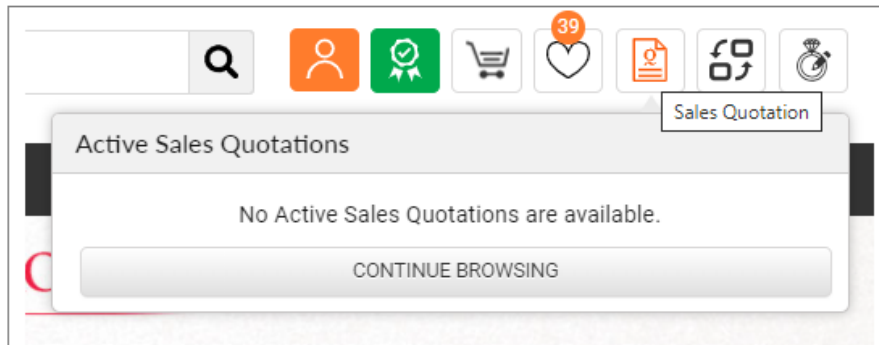 39
Sales Quotation
Active Sales Quotations
No Active Sales Quotations are available.
C
CONTINUE BROWSING